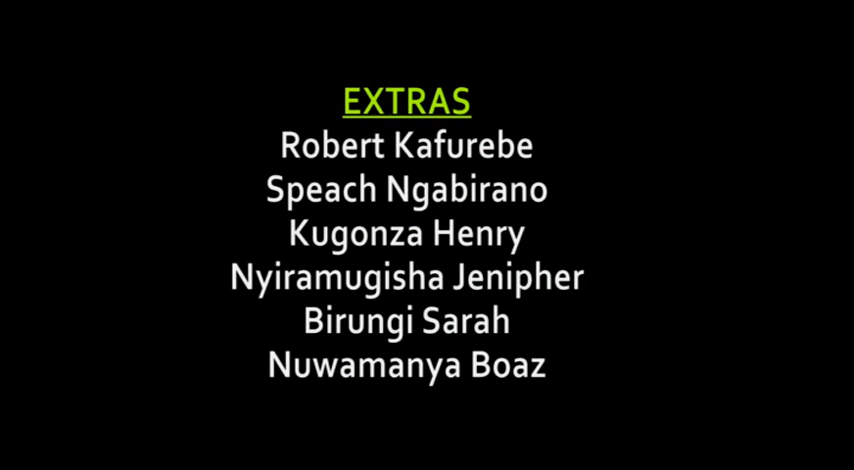 EXTRAS
Robert Kafurebe
Speach Ngabirano
Kugonza Henry
Nyiramugisha Jenipher
Birungi Sarah
Nuwamanya Boaz